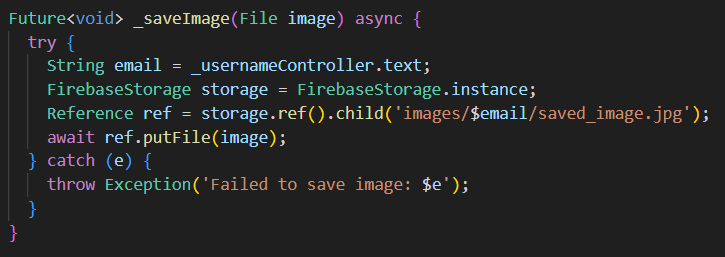 Future<void> _saveImage(File image) async {
  try {
    String email = _usernameController.text;
    FirebaseStorage storage = FirebaseStorage.instance;
    Reference ref = storage.ref().child('images/$email/saved_image.jpg');
    await ref.putFile(image);
  } catch (e) {
    throw Exception('Failed to save image: $e');
  }
}